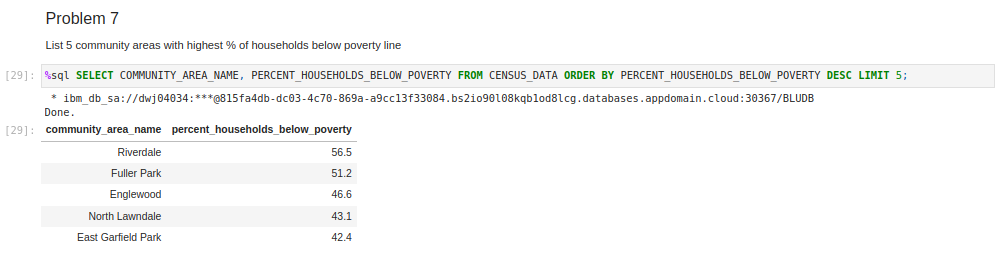 Problem 7
List 5 community areas with highest % of households below poverty line
[29]: %sql SELECT COMMUNITY_AREA_NAME, PERCENT_HOUSEHOLDS_BELOW_POVERTY FROM CENSUS_DATA ORDER BY PERCENT_HOUSEHOLDS_BELOW_POVERTY DESC LIMIT 5;
* ibm_db_sa://dwj04034:***@815fa4db-dc03-4c70-869a-a9cc13f33084.bs2io90l08kqb1od8lcg.databases.appdomain.cloud:30367/BLUDB
Done.
[29]: community_area_name percent_households_below_poverty
Riverdale 56.5
Fuller Park 51.2
Englewood 46.6
North Lawndale 43.1
East Garfield Park 42.4